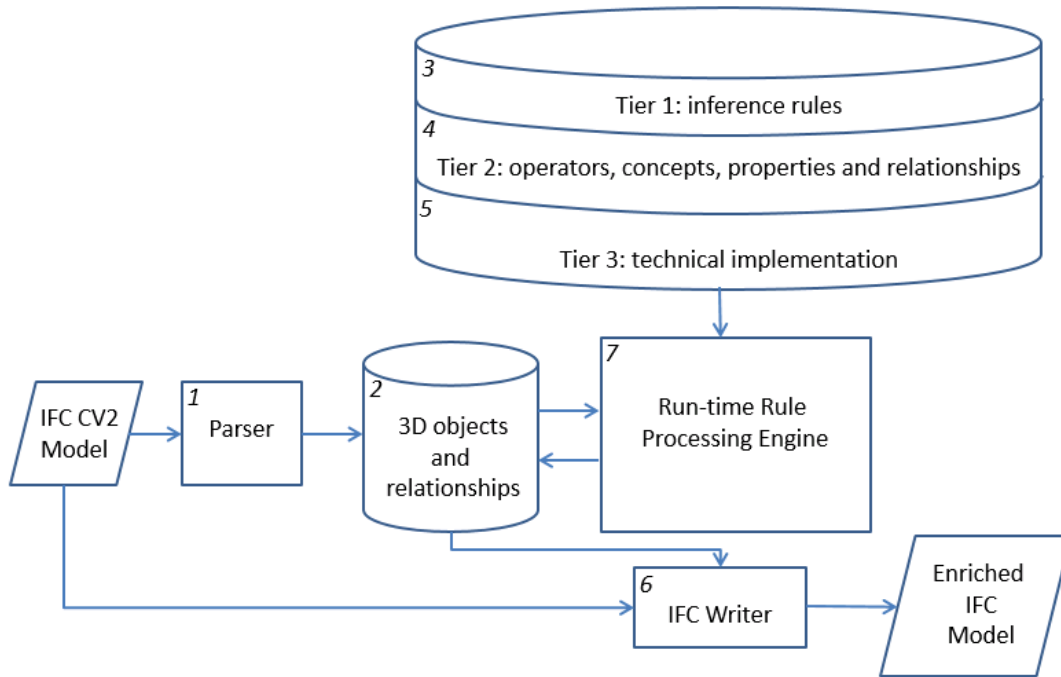 3
Tier 1: inference rules
4
Tier 2: operators, concepts, properties and relationships
5
Tier 3: technical implementation
IFC CV2
Model
1
Parser
2
3D objects
and
relationships
7
Run-time Rule
Processing Engine
6
IFC Writer
Enriched
IFC
Model